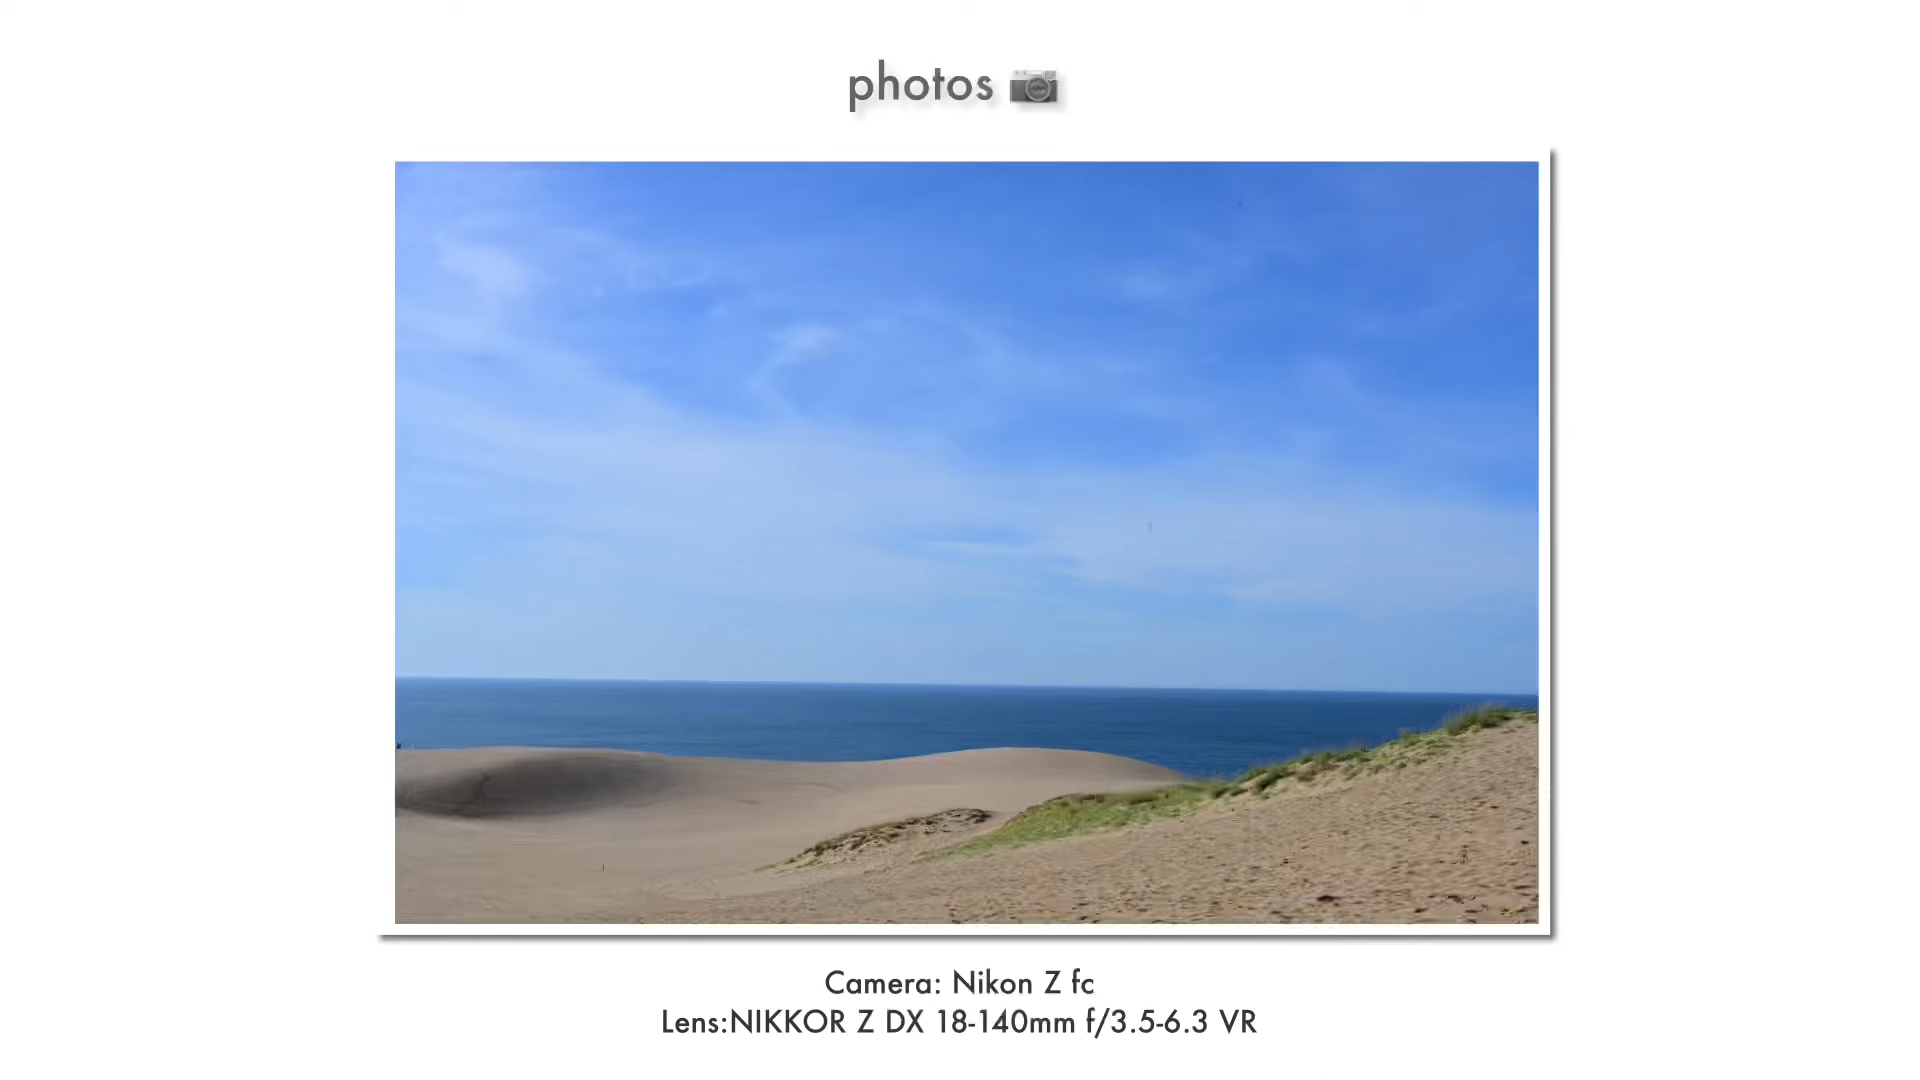 photos
Camera: Nikon Z fc
Lens:NIKKOR Z DX 18-140mm f/3.5-6.3 VR